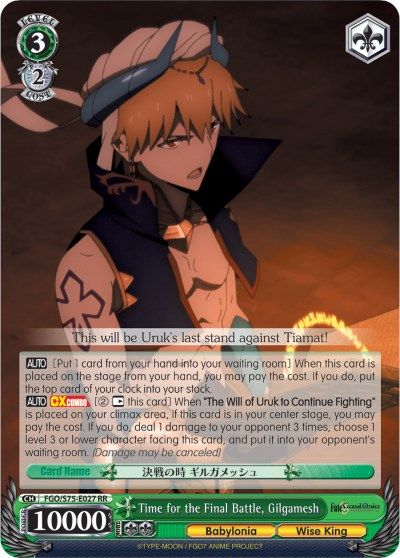 LEVEL
3
2
COST
This will be Uruk's last stand against Tiamat!
AUTO [Put 1 card from your hand into your waiting room] When this card is
placed on the stage from your hand, you may pay the cost. If you do, put
the top card of your clock into your stock.
AUTO CXCOMBO [② this card] When "The Will of Uruk to Continue Fighting"
is placed on your climax area, if this card is in your center stage, you may
pay the cost. If you do, deal 1 damage to your opponent 3 times, choose 1
level 3 or lower character facing this card, and put it into your opponent's
waiting room. (Damage may be canceled)
Card Name
決戦の時 ギルガメッシュ
CH FGO/S75-E027 RR
Time for the Final Battle, Gilgamesh
Fate/Grand Order
10000
Babylonia
Wise King
©TYPE-MOON / FGO7 ANIME PROJECT